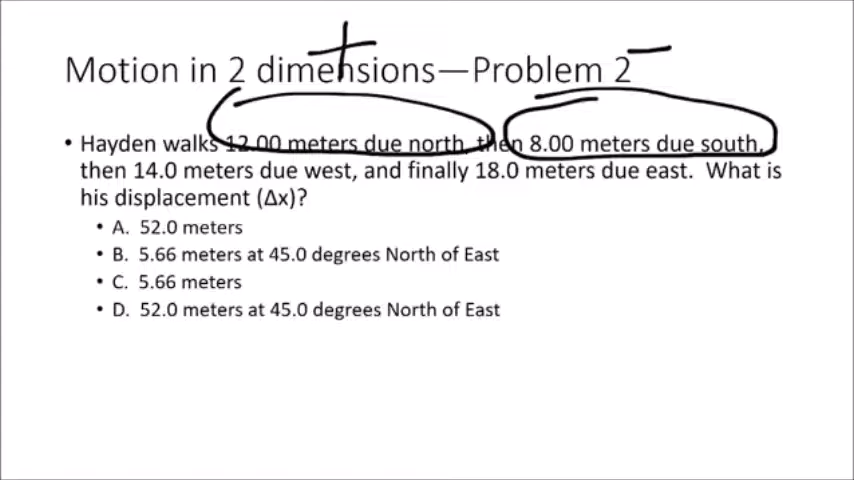 Motion in 2 dimensions—Problem 2
+ −
• Hayden walks 12.00 meters due north, then 8.00 meters due south,
then 14.0 meters due west, and finally 18.0 meters due east. What is
his displacement (Δx)?
• A. 52.0 meters
• B. 5.66 meters at 45.0 degrees North of East
• C. 5.66 meters
• D. 52.0 meters at 45.0 degrees North of East